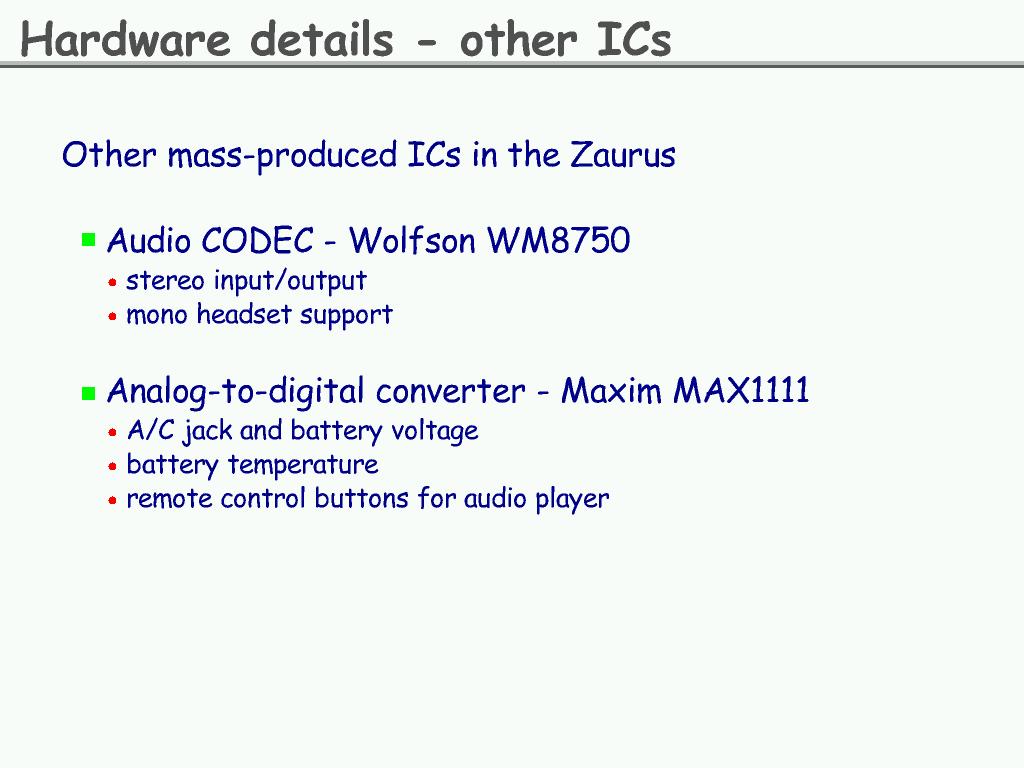 Hardware details - other ICs
Other mass-produced ICs in the Zaurus
Audio CODEC - Wolfson WM8750
stereo input/output
mono headset support
Analog-to-digital converter - Maxim MAX1111
A/C jack and battery voltage
battery temperature
remote control buttons for audio player